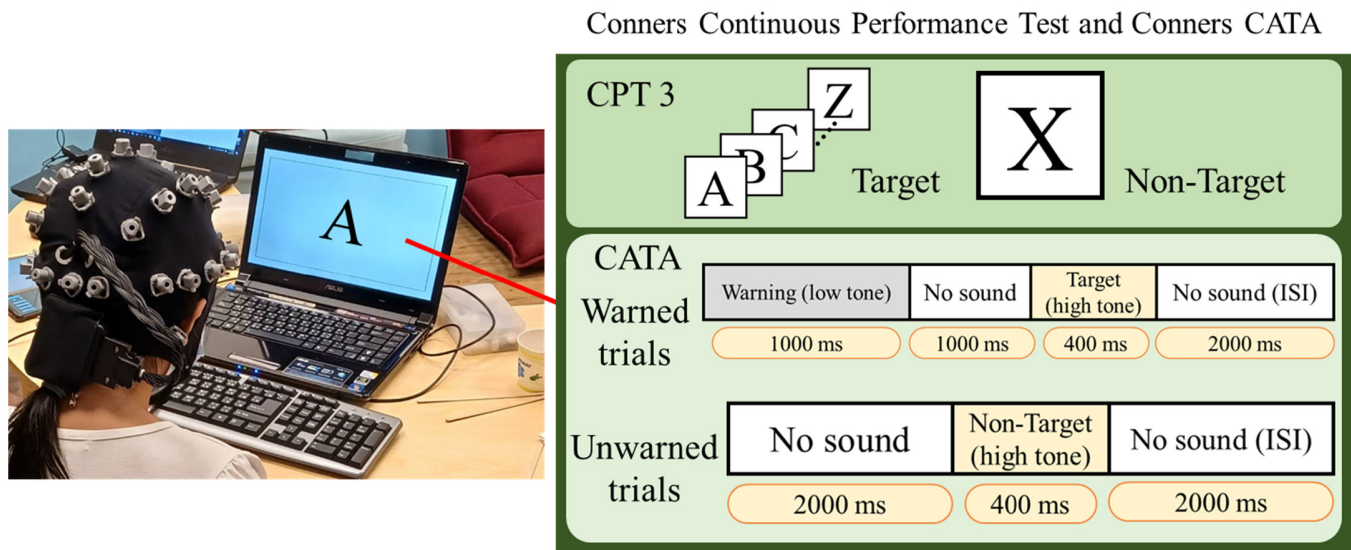 Conners Continuous Performance Test and Conners CATA
CPT 3
A
B
C
Z
Target
X
Non-Target
A
ASUS
CATA
Warned
trials
Warning (low tone)
No sound
Target
(high tone)
No sound (ISI)
1000 ms
1000 ms
400 ms
2000 ms
Unwarned
trials
No sound
Non-Target
(high tone)
No sound (ISI)
2000 ms
400 ms
2000 ms